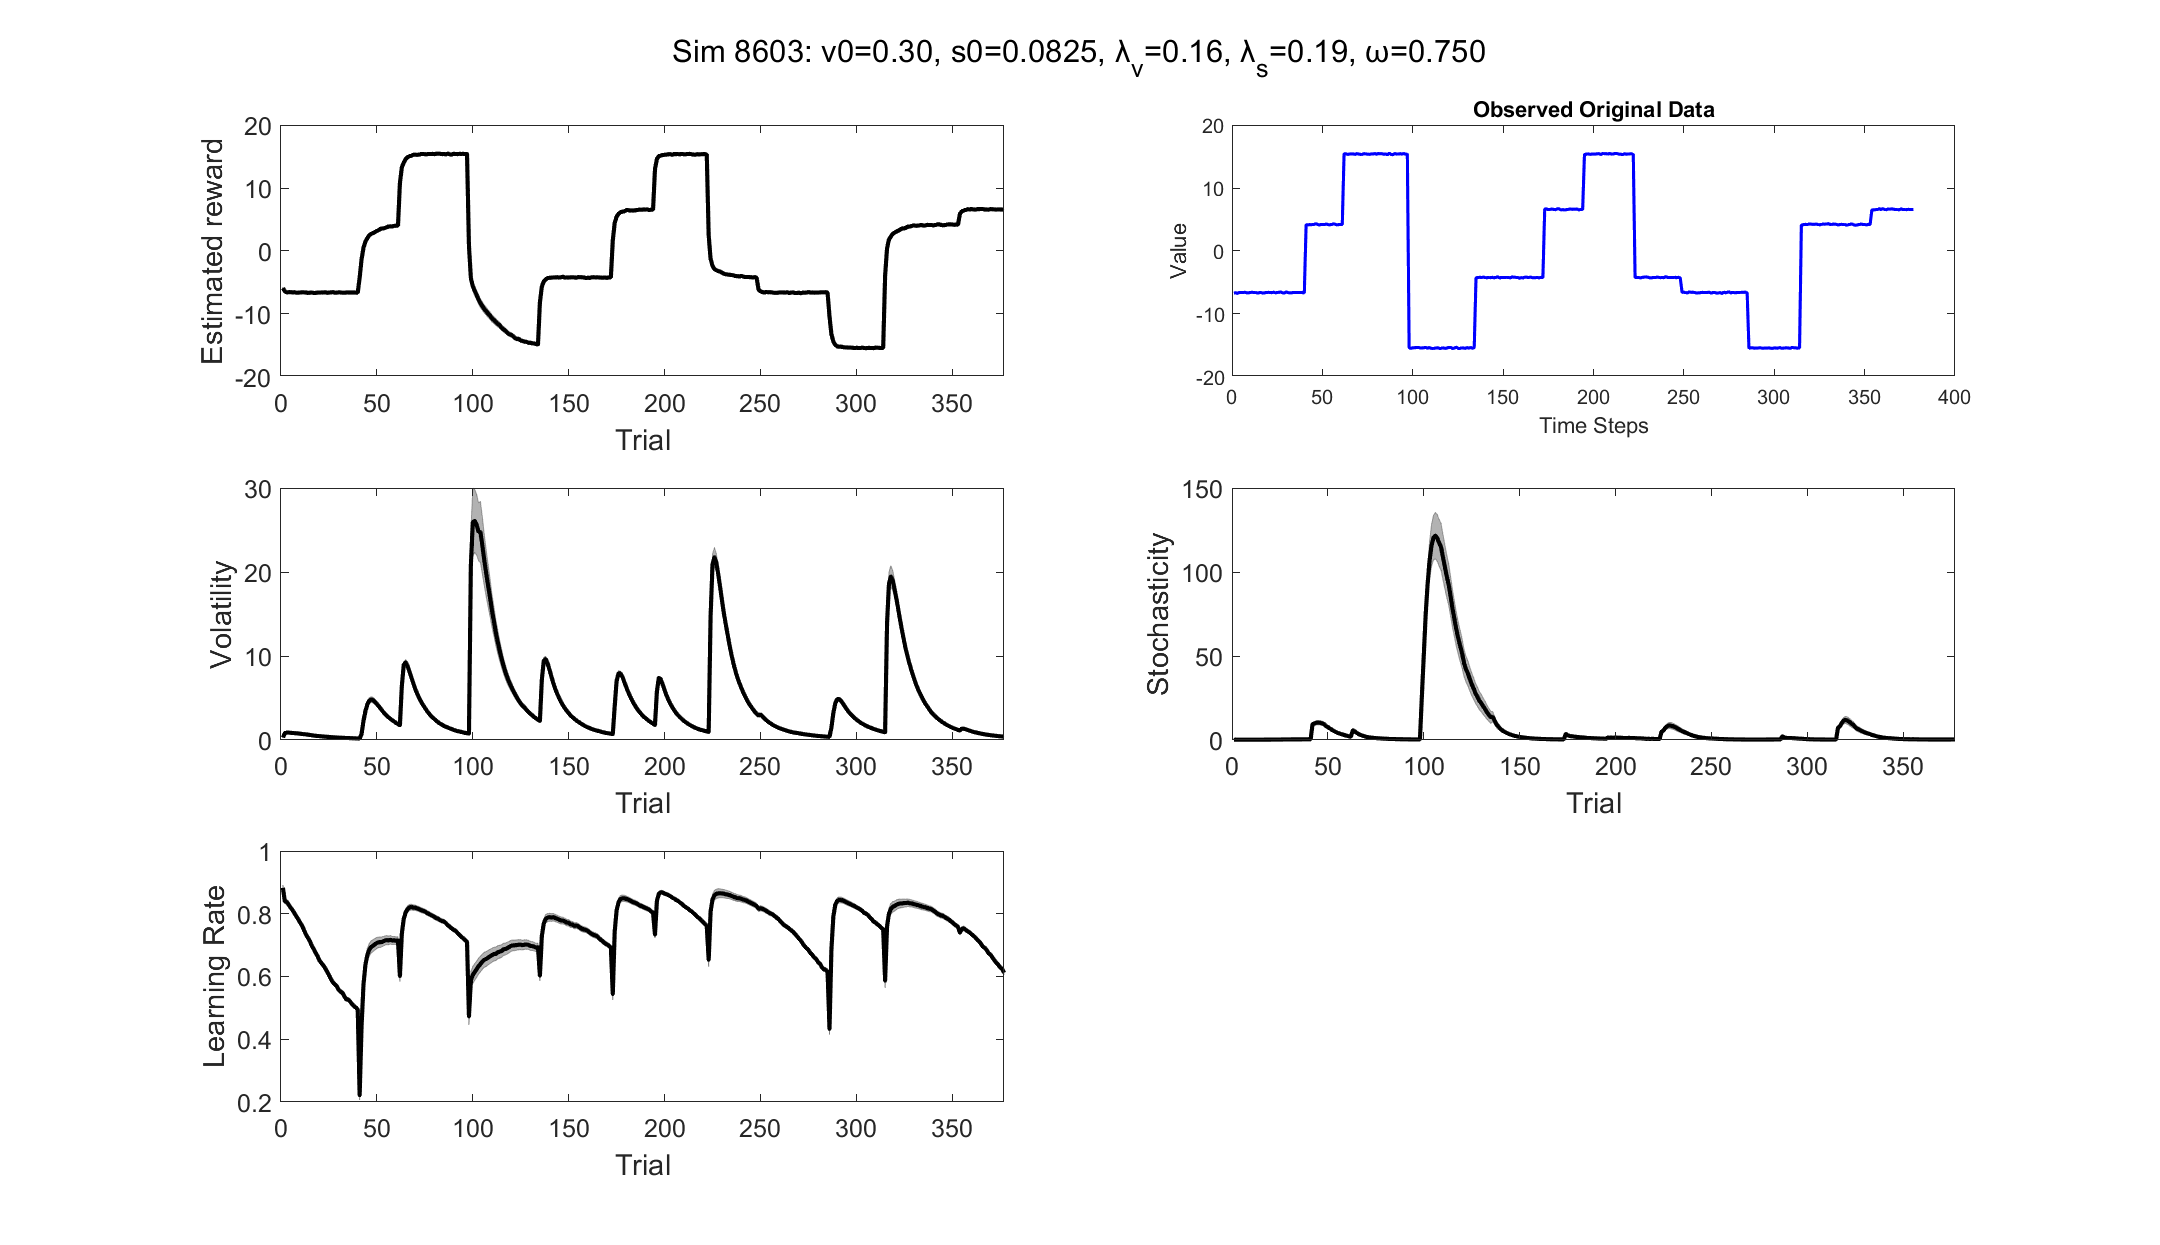 Sim 8603: v0=0.30, s0=0.0825, λ_v=0.16, λ_s=0.19, ω=0.750
20
10
0
-10
-20
Estimated reward
0 50 100 150 200 250 300 350
Trial
Observed Original Data
20
10
0
-10
-20
Value
0 50 100 150 200 250 300 350 400
Time Steps
30
20
10
0
Volatility
0 50 100 150 200 250 300 350
Trial
150
100
50
0
Stochasticity
0 50 100 150 200 250 300 350
Trial
1
0.8
0.6
0.4
0.2
Learning Rate
0 50 100 150 200 250 300 350
Trial